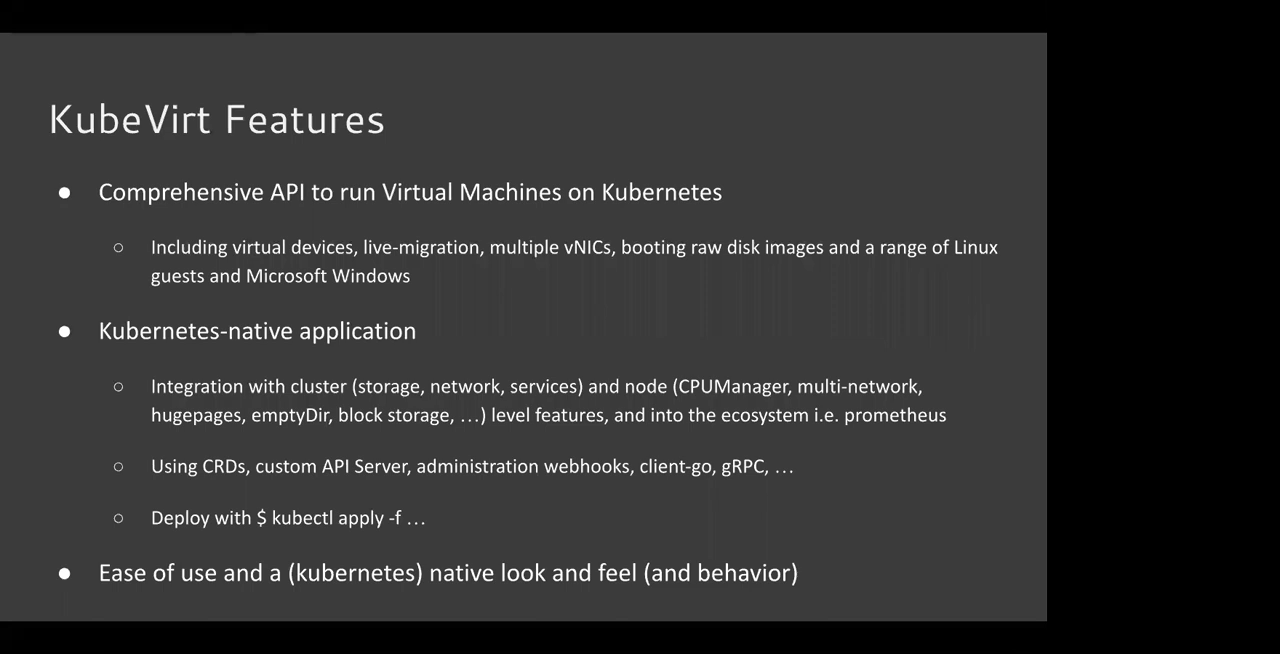 KubeVirt Features
● Comprehensive API to run Virtual Machines on Kubernetes
○ Including virtual devices, live-migration, multiple vNICs, booting raw disk images and a range of Linux
guests and Microsoft Windows
● Kubernetes-native application
○ Integration with cluster (storage, network, services) and node (CPUManager, multi-network,
hugepages, emptyDir, block storage, …) level features, and into the ecosystem i.e. prometheus
○ Using CRDs, custom API Server, administration webhooks, client-go, gRPC, …
○ Deploy with $ kubectl apply -f …
● Ease of use and a (kubernetes) native look and feel (and behavior)